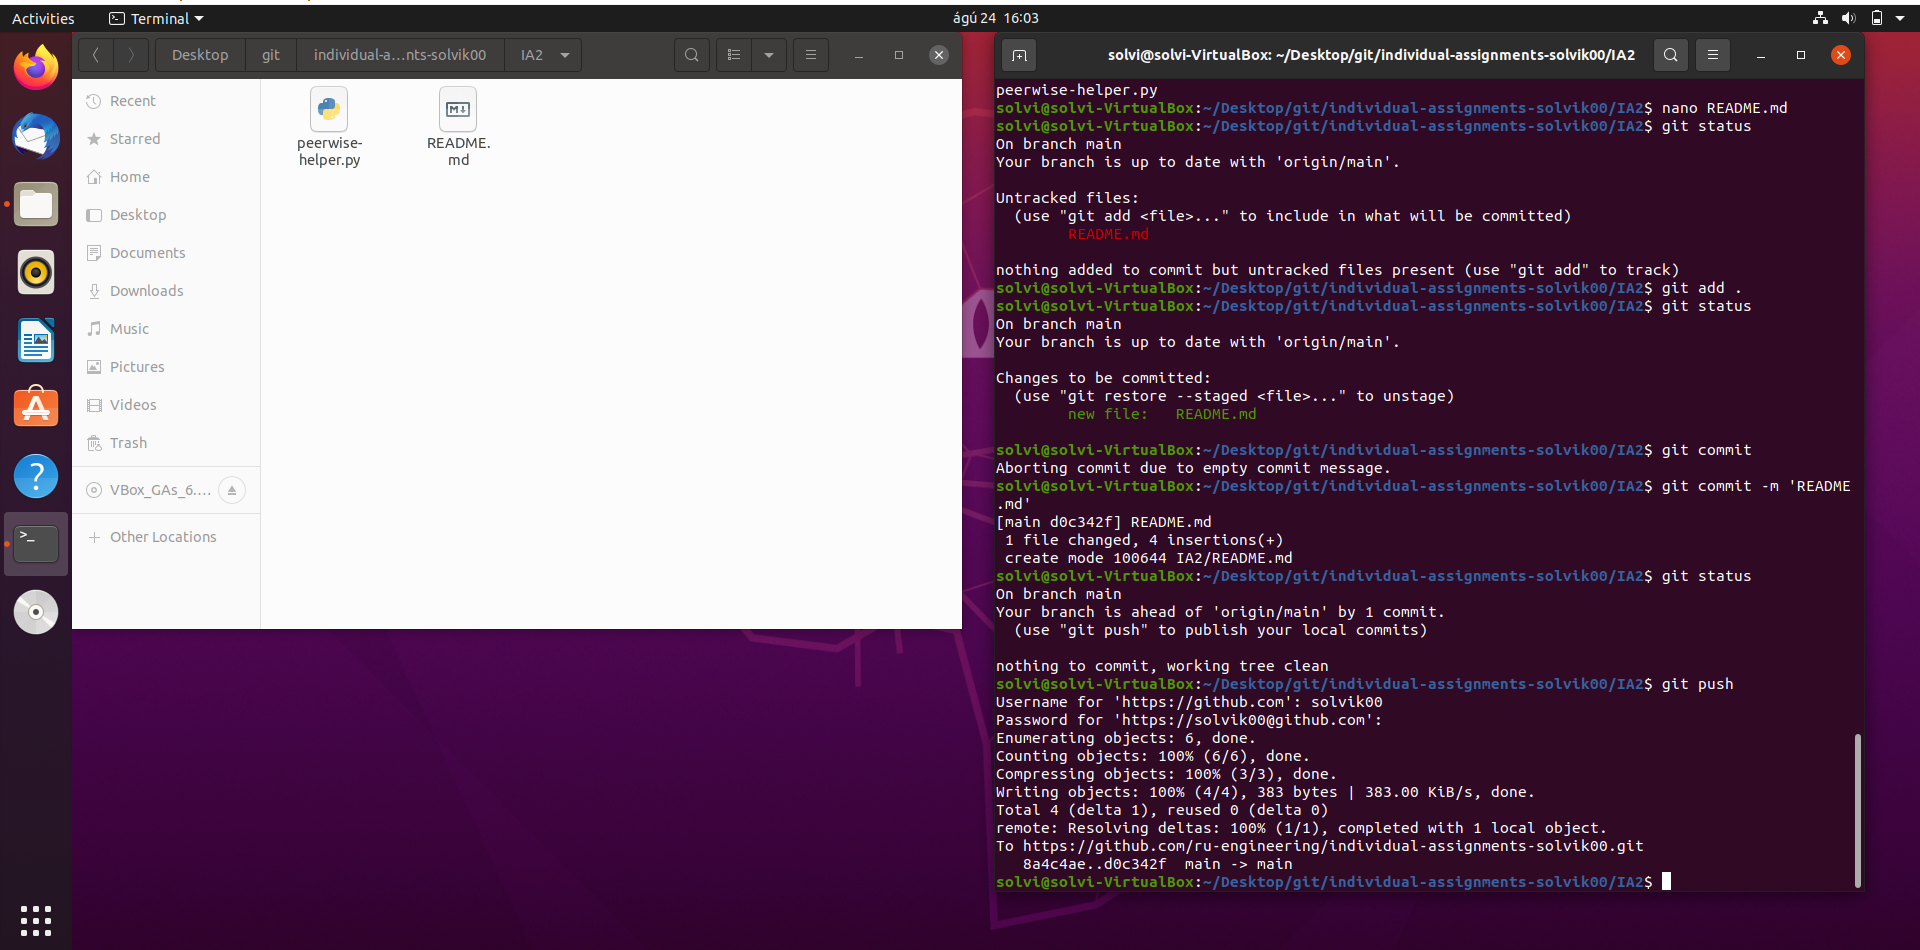 Activities
Terminal
ágú 24 16:03
Desktop
git
individual-a...nts-solvik00
IA2
Recent
Starred
Home
Desktop
Documents
Downloads
Music
Pictures
Videos
Trash
VBox_GAs_6....
Other Locations
peerwise-
helper.py
README.
md
solvi@solvi-VirtualBox: ~/Desktop/git/individual-assignments-solvik00/IA2
peerwise-helper.py
solvi@solvi-VirtualBox:~/Desktop/git/individual-assignments-solvik00/IA2$ nano README.md
solvi@solvi-VirtualBox:~/Desktop/git/individual-assignments-solvik00/IA2$ git status
On branch main
Your branch is up to date with 'origin/main'.
Untracked files:
(use "git add <file>..." to include in what will be committed)
README.md
nothing added to commit but untracked files present (use "git add" to track)
solvi@solvi-VirtualBox:~/Desktop/git/individual-assignments-solvik00/IA2$ git add .
solvi@solvi-VirtualBox:~/Desktop/git/individual-assignments-solvik00/IA2$ git status
On branch main
Your branch is up to date with 'origin/main'.
Changes to be committed:
(use "git restore --staged <file>..." to unstage)
new file:   README.md
solvi@solvi-VirtualBox:~/Desktop/git/individual-assignments-solvik00/IA2$ git commit
Aborting commit due to empty commit message.
solvi@solvi-VirtualBox:~/Desktop/git/individual-assignments-solvik00/IA2$ git commit -m 'README
.md'
[main d0c342f] README.md
1 file changed, 4 insertions(+)
create mode 100644 IA2/README.md
solvi@solvi-VirtualBox:~/Desktop/git/individual-assignments-solvik00/IA2$ git status
On branch main
Your branch is ahead of 'origin/main' by 1 commit.
(use "git push" to publish your local commits)
nothing to commit, working tree clean
solvi@solvi-VirtualBox:~/Desktop/git/individual-assignments-solvik00/IA2$ git push
Username for 'https://github.com': solvik00
Password for 'https://solvik00@github.com':
Enumerating objects: 6, done.
Counting objects: 100% (6/6), done.
Compressing objects: 100% (3/3), done.
Writing objects: 100% (4/4), 383 bytes | 383.00 KiB/s, done.
Total 4 (delta 1), reused 0 (delta 0)
remote: Resolving deltas: 100% (1/1), completed with 1 local object.
To https://github.com/ru-engineering/individual-assignments-solvik00.git
8a4c4ae..d0c342f  main -> main
solvi@solvi-VirtualBox:~/Desktop/git/individual-assignments-solvik00/IA2$